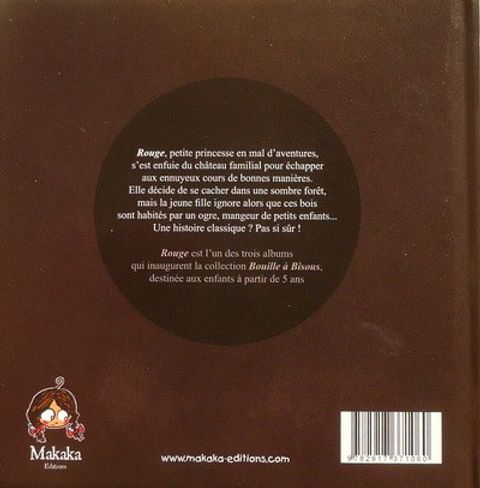 Rouge, petite princesse en mal d'aventures,
s'est enfuie du château familial pour échapper
aux ennuyeux cours de bonnes manières.
Elle décide de se cacher dans une sombre forêt,
mais la jeune fille ignore alors que ces bois
sont habités par un ogre, mangeur de petits enfants...
Une histoire classique ? Pas si sûr !
Rouge est l'un des trois albums
qui inaugurent la collection Bouille à Bisous,
destinée aux enfants à partir de 5 ans
Makaka
Editions
www.makaka-editions.com
9 782917 371060